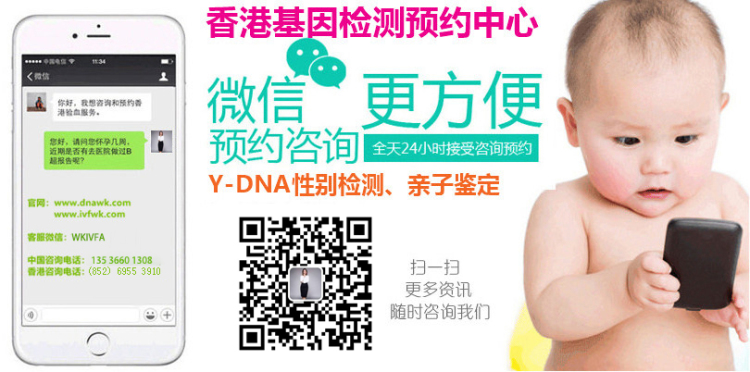 香港基因检测预约中心
微信
更方便
预约咨询
全天24小时接受咨询预约
Y-DNA性别检测、亲子鉴定
中国电信
11:34
微信
你好，我想咨询和预约香
港验血服务。
您好，请问您怀孕几周，
近期是否有去医院做过B
超报告呢？
官网：www.dnawk.com
www.ivfwk.com
客服微信：WKIVFA
中国咨询电话：135 3660 1308
香港咨询电话：(852) 6955 3910
扫一扫
更多资讯
随时咨询我们